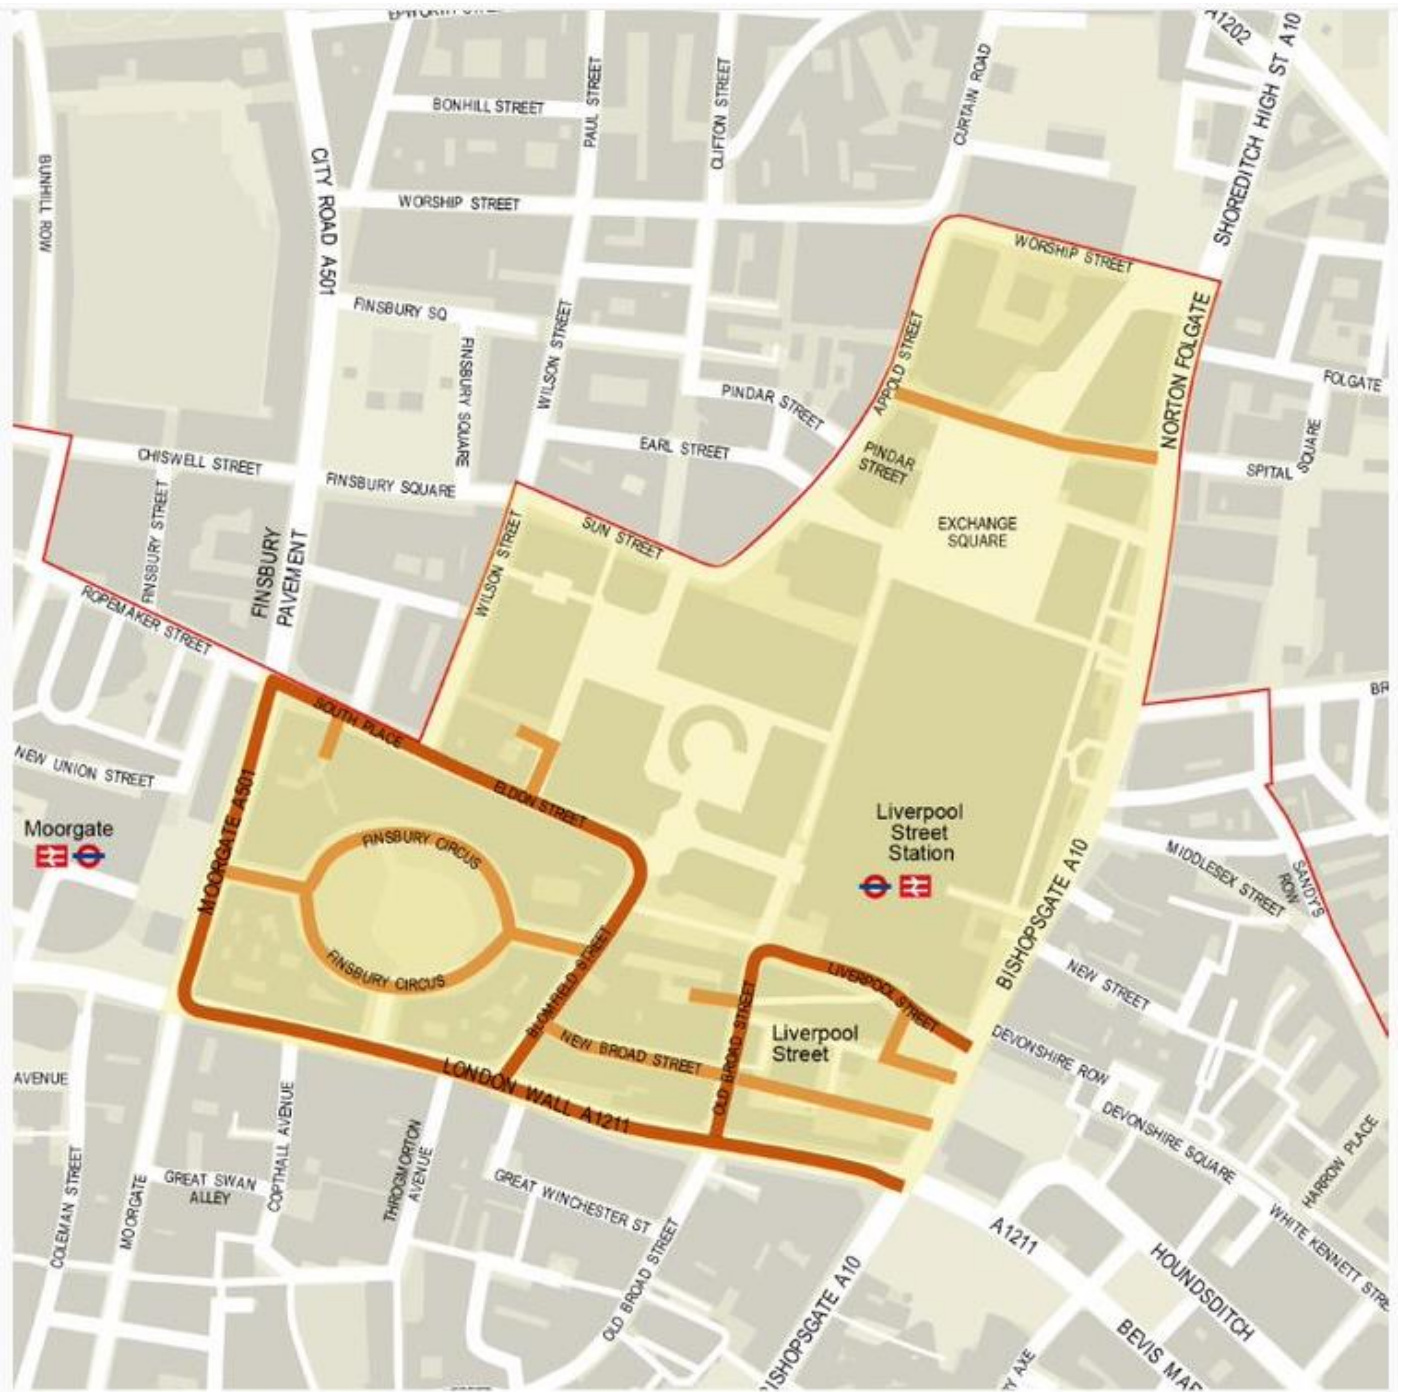 A1202
BONHILL STREET
PAUL STREET
CLIFTON STREET
CURTAIN ROAD
SHOREDITCH HIGH ST A10
BUNHILL ROW
CITY ROAD A501
WORSHIP STREET
WORSHIP STREET
FINSBURY SQ
FINSBURY SQUARE
WILSON STREET
APPOLD STREET
NORTON FOLGATE
FOLGATE
PINDAR STREET
EARL STREET
PINDAR
STREET
SPITAL
SQUARE
CHISWELL STREET
FINSBURY SQUARE
FINSBURY STREET
FINSBURY
PAVEMENT
WILSON STREET
SUN STREET
EXCHANGE
SQUARE
ROPEMAKER STREET
SOUTH PLACE
BR
NEW UNION STREET
MOORGATE A501
ELDON STREET
Moorgate
FINSBURY CIRCUS
Liverpool
Street
Station
BISHOPSGATE A10
MIDDLESEX STREET
SANDY'S
ROW
FINSBURY CIRCUS
BLOMFIELD STREET
LIVERPOOL STREET
NEW STREET
OLD BROAD STREET
Liverpool
Street
NEW BROAD STREET
DEVONSHIRE ROW
LONDON WALL A1211
AVENUE
DEVONSHIRE SQUARE
HARROW PLACE
COLEMAN STREET
MOORGATE
GREAT SWAN
ALLEY
COPTHALL AVENUE
THROGMORTON
AVENUE
GREAT WINCHESTER ST
OLD BROAD STREET
WHITE KENNETT STRE
A1211
HOUNDSDITCH
BISHOPSGATE A10
BEVIS MAR
Y AXE